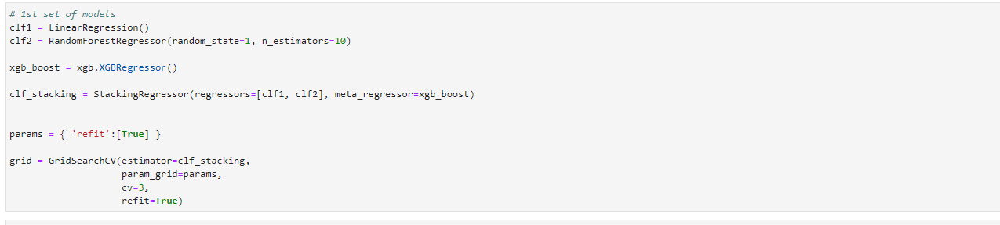 # 1st set of models
clf1 = LinearRegression()
clf2 = RandomForestRegressor(random_state=1, n_estimators=10)
xgb_boost = xgb.XGBRegressor()
clf_stacking = StackingRegressor(regressors=[clf1, clf2], meta_regressor=xgb_boost)
params = { 'refit':[True] }
grid = GridSearchCV(estimator=clf_stacking,
                    param_grid=params,
                    cv=3,
                    refit=True)